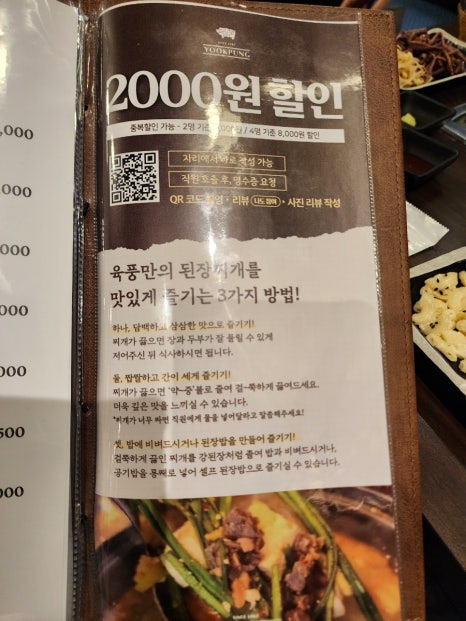 ,000
000
000
000
000
500
000
YOOKPUNG
2000원 할인
중복할인 가능 - 2명 기준 / 4명 기준 8,000원 할인
자리에서 바로 작성 가능
직원 호출 후, 영수증 요청
QR 코드 촬영 · 리뷰 · 사진 리뷰 작성
육풍만의 된장찌개를
맛있게 즐기는 3가지 방법!
하나, 담백하고 삼삼한 맛으로 즐기기!
찌개가 끓으면 장과 두부가 잘 풀릴 수 있게
저어주신 뒤 식사하시면 됩니다.
둘, 짭짤하고 간이 세게 즐기기!
찌개가 끓으면 '약~중'불로 줄여 걸~쭉하게 끓여드세요.
더욱 깊은 맛을 느끼실 수 있습니다.
*찌개가 너무 짜면 직원에게 물을 넣어달라고 말씀해주세요!
셋, 밥에 비벼드시거나 된장밥을 만들어 즐기기!
걸쭉하게 끓인 찌개를 강된장처럼 졸여 밥과 비벼드시거나,
공기밥을 통째로 넣어 셀프 된장밥으로 즐기실 수 있습니다.